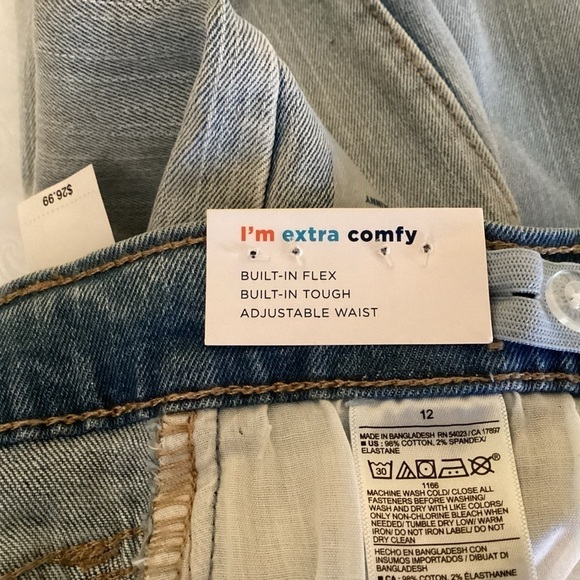 $26.99
I'm extra comfy
BUILT-IN FLEX
BUILT-IN TOUGH
ADJUSTABLE WAIST
12
MADE IN BANGLADESH RN 54023 / CA 17897
■ US : 98% COTTON, 2% SPANDEX/
ELASTANE
30
1166
MACHINE WASH COLD/ CLOSE ALL
FASTENERS BEFORE WASHING/
WASH AND DRY WITH LIKE COLORS/
ONLY NON-CHLORINE BLEACH WHEN
NEEDED/ TUMBLE DRY LOW/ WARM
IRON/ DO NOT IRON LABEL/ DO NOT
DRY CLEAN
HECHO EN BANGLADESH CON
INSUMOS IMPORTADOS / DIBUAT DI
BANGLADESH
■ CA : 98% COTTON, 2% ÉLASTHANNE